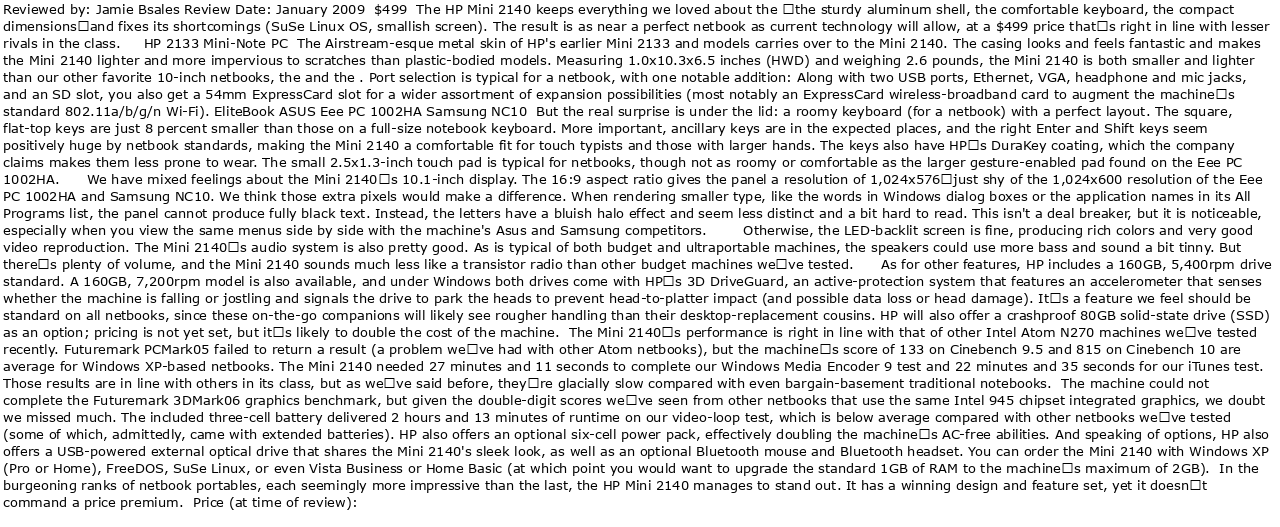 Reviewed by: Jamie Bsales Review Date: January 2009  $499  The HP Mini 2140 keeps everything we loved about the □the sturdy aluminum shell, the comfortable keyboard, the compact
dimensions□and fixes its shortcomings (SuSe Linux OS, smallish screen). The result is as near a perfect netbook as current technology will allow, at a $499 price that□s right in line with lesser
rivals in the class.      HP 2133 Mini-Note PC  The Airstream-esque metal skin of HP's earlier Mini 2133 and models carries over to the Mini 2140. The casing looks and feels fantastic and makes
the Mini 2140 lighter and more impervious to scratches than plastic-bodied models. Measuring 1.0x10.3x6.5 inches (HWD) and weighing 2.6 pounds, the Mini 2140 is both smaller and lighter
than our other favorite 10-inch netbooks, the and the . Port selection is typical for a netbook, with one notable addition: Along with two USB ports, Ethernet, VGA, headphone and mic jacks,
and an SD slot, you also get a 54mm ExpressCard slot for a wider assortment of expansion possibilities (most notably an ExpressCard wireless-broadband card to augment the machine□s
standard 802.11a/b/g/n Wi-Fi). EliteBook ASUS Eee PC 1002HA Samsung NC10  But the real surprise is under the lid: a roomy keyboard (for a netbook) with a perfect layout. The square,
flat-top keys are just 8 percent smaller than those on a full-size notebook keyboard. More important, ancillary keys are in the expected places, and the right Enter and Shift keys seem
positively huge by netbook standards, making the Mini 2140 a comfortable fit for touch typists and those with larger hands. The keys also have HP□s DuraKey coating, which the company
claims makes them less prone to wear. The small 2.5x1.3-inch touch pad is typical for netbooks, though not as roomy or comfortable as the larger gesture-enabled pad found on the Eee PC
1002HA.      We have mixed feelings about the Mini 2140□s 10.1-inch display. The 16:9 aspect ratio gives the panel a resolution of 1,024x576□just shy of the 1,024x600 resolution of the Eee
PC 1002HA and Samsung NC10. We think those extra pixels would make a difference. When rendering smaller type, like the words in Windows dialog boxes or the application names in its All
Programs list, the panel cannot produce fully black text. Instead, the letters have a bluish halo effect and seem less distinct and a bit hard to read. This isn't a deal breaker, but it is noticeable,
especially when you view the same menus side by side with the machine's Asus and Samsung competitors.        Otherwise, the LED-backlit screen is fine, producing rich colors and very good
video reproduction. The Mini 2140□s audio system is also pretty good. As is typical of both budget and ultraportable machines, the speakers could use more bass and sound a bit tinny. But
there□s plenty of volume, and the Mini 2140 sounds much less like a transistor radio than other budget machines we□ve tested.      As for other features, HP includes a 160GB, 5,400rpm drive
standard. A 160GB, 7,200rpm model is also available, and under Windows both drives come with HP□s 3D DriveGuard, an active-protection system that features an accelerometer that senses
whether the machine is falling or jostling and signals the drive to park the heads to prevent head-to-platter impact (and possible data loss or head damage). It□s a feature we feel should be
standard on all netbooks, since these on-the-go companions will likely see rougher handling than their desktop-replacement cousins. HP will also offer a crashproof 80GB solid-state drive (SSD)
as an option; pricing is not yet set, but it□s likely to double the cost of the machine.  The Mini 2140□s performance is right in line with that of other Intel Atom N270 machines we□ve tested
recently. Futuremark PCMark05 failed to return a result (a problem we□ve had with other Atom netbooks), but the machine□s score of 133 on Cinebench 9.5 and 815 on Cinebench 10 are
average for Windows XP-based netbooks. The Mini 2140 needed 27 minutes and 11 seconds to complete our Windows Media Encoder 9 test and 22 minutes and 35 seconds for our iTunes test.
Those results are in line with others in its class, but as we□ve said before, they□re glacially slow compared with even bargain-basement traditional notebooks.  The machine could not
complete the Futuremark 3DMark06 graphics benchmark, but given the double-digit scores we□ve seen from other netbooks that use the same Intel 945 chipset integrated graphics, we doubt
we missed much. The included three-cell battery delivered 2 hours and 13 minutes of runtime on our video-loop test, which is below average compared with other netbooks we□ve tested
(some of which, admittedly, came with extended batteries). HP also offers an optional six-cell power pack, effectively doubling the machine□s AC-free abilities. And speaking of options, HP also
offers a USB-powered external optical drive that shares the Mini 2140's sleek look, as well as an optional Bluetooth mouse and Bluetooth headset. You can order the Mini 2140 with Windows XP
(Pro or Home), FreeDOS, SuSe Linux, or even Vista Business or Home Basic (at which point you would want to upgrade the standard 1GB of RAM to the machine□s maximum of 2GB).  In the
burgeoning ranks of netbook portables, each seemingly more impressive than the last, the HP Mini 2140 manages to stand out. It has a winning design and feature set, yet it doesn□t
command a price premium.  Price (at time of review):